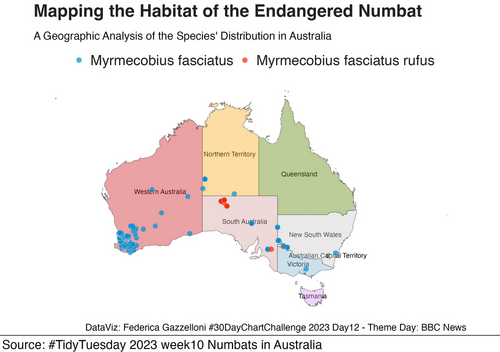 Mapping the Habitat of the Endangered Numbat
A Geographic Analysis of the Species' Distribution in Australia
Myrmecobius fasciatus Myrmecobius fasciatus rufus
Northern Territory
Queensland
Western Australia
South Australia
New South Wales
Australian Capital Territory
Victoria
Tasmania
DataViz: Federica Gazzelloni #30DayChartChallenge 2023 Day12 - Theme Day: BBC News
Source: #TidyTuesday 2023 week10 Numbats in Australia